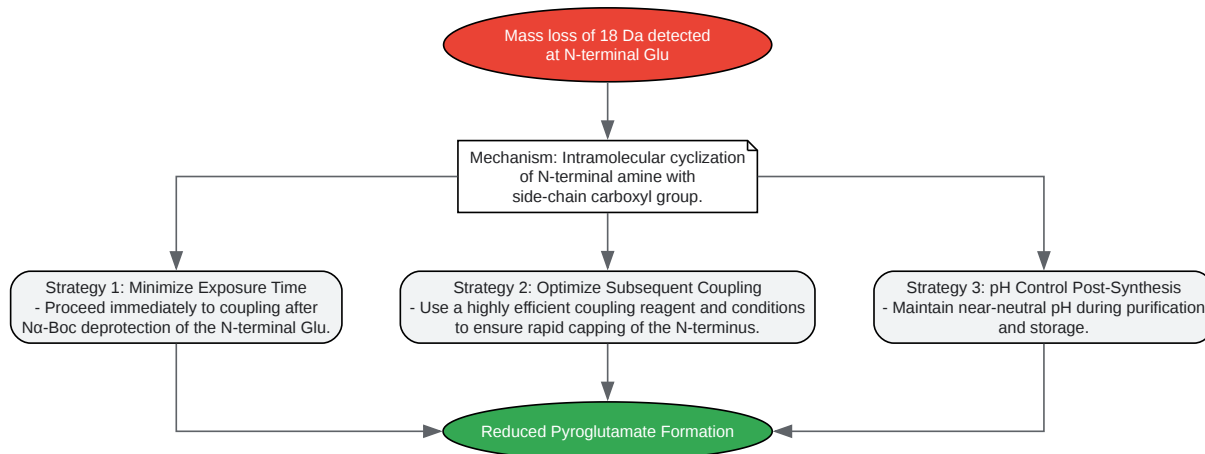 Mass loss of 18 Da detected
at N-terminal Glu
Mechanism: Intramolecular cyclization
of N-terminal amine with
side-chain carboxyl group.
Strategy 1: Minimize Exposure Time
- Proceed immediately to coupling after
Nα-Boc deprotection of the N-terminal Glu.
Strategy 2: Optimize Subsequent Coupling
- Use a highly efficient coupling reagent and conditions
to ensure rapid capping of the N-terminus.
Strategy 3: pH Control Post-Synthesis
- Maintain near-neutral pH during purification
and storage.
Reduced Pyroglutamate Formation